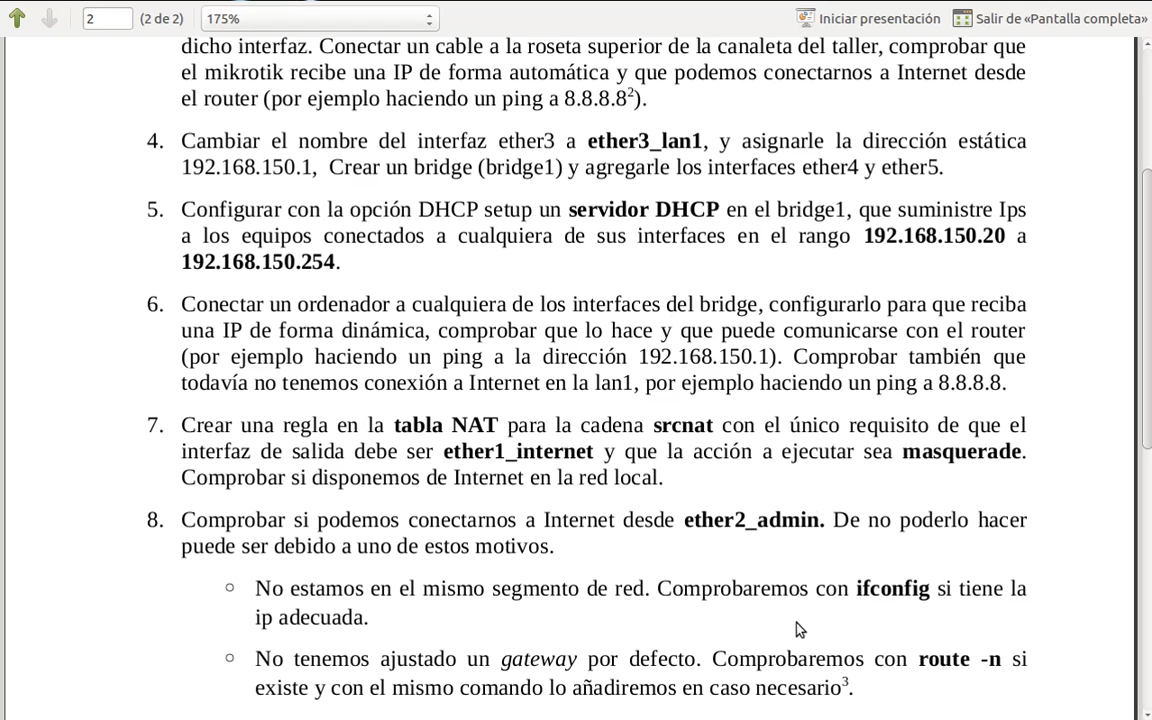 2 (2 de 2) 175% Iniciar presentación Salir de «Pantalla completa»
dicho interfaz. Conectar un cable a la roseta superior de la canaleta del taller, comprobar que
el mikrotik recibe una IP de forma automática y que podemos conectarnos a Internet desde
el router (por ejemplo haciendo un ping a 8.8.8.8²).
4. Cambiar el nombre del interfaz ether3 a ether3_lan1, y asignarle la dirección estática
192.168.150.1, Crear un bridge (bridge1) y agregarle los interfaces ether4 y ether5.
5. Configurar con la opción DHCP setup un servidor DHCP en el bridge1, que suministre Ips
a los equipos conectados a cualquiera de sus interfaces en el rango 192.168.150.20 a
192.168.150.254.
6. Conectar un ordenador a cualquiera de los interfaces del bridge, configurarlo para que reciba
una IP de forma dinámica, comprobar que lo hace y que puede comunicarse con el router
(por ejemplo haciendo un ping a la dirección 192.168.150.1). Comprobar también que
todavía no tenemos conexión a Internet en la lan1, por ejemplo haciendo un ping a 8.8.8.8.
7. Crear una regla en la tabla NAT para la cadena srcnat con el único requisito de que el
interfaz de salida debe ser ether1_internet y que la acción a ejecutar sea masquerade.
Comprobar si disponemos de Internet en la red local.
8. Comprobar si podemos conectarnos a Internet desde ether2_admin. De no poderlo hacer
puede ser debido a uno de estos motivos.
○ No estamos en el mismo segmento de red. Comprobaremos con ifconfig si tiene la
ip adecuada.
○ No tenemos ajustado un gateway por defecto. Comprobaremos con route -n si
existe y con el mismo comando lo añadiremos en caso necesario³.